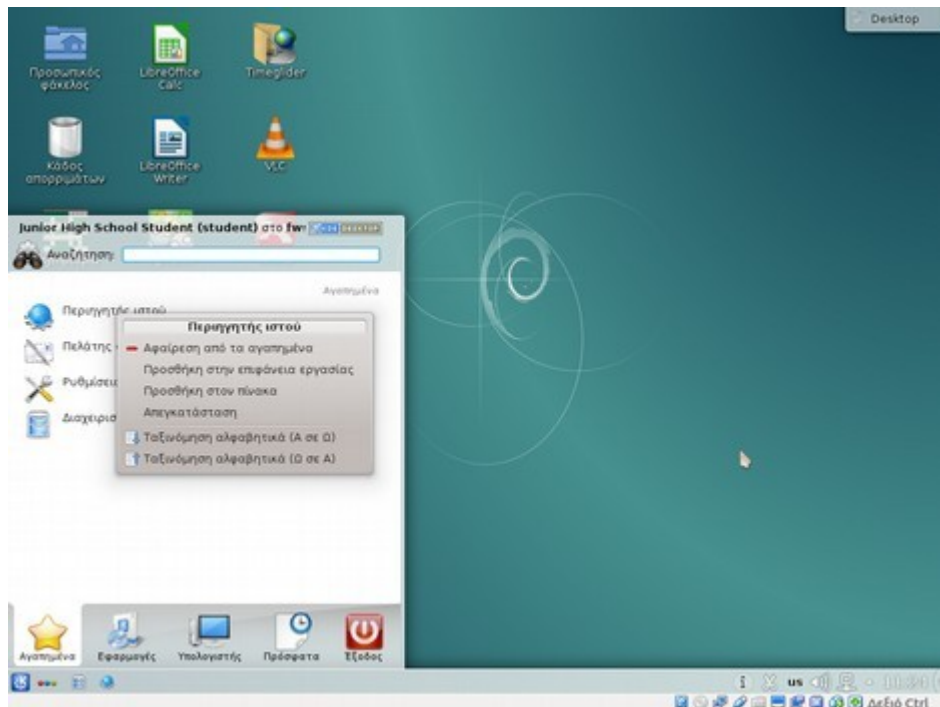 Desktop
Προσωπικός
φάκελος
LibreOffice
Calc
Timeglider
Κάδος
απορριμάτων
LibreOffice
Writer
VLC
Junior High School Student (student) στο fw
Αναζήτηση:
Αγαπημένα
Περιηγητής ιστού
Περιηγητής ιστού
Αφαίρεση από τα αγαπημένα
Πελάτης
Προσθήκη στην επιφάνεια εργασίας
Ρυθμίσεις
Προσθήκη στον πίνακα
Απεγκατάσταση
Διαχειρισ
Ταξινόμηση αλφαβητικά (Α σε Ω)
Ταξινόμηση αλφαβητικά (Ω σε Α)
Αγαπημένα
Εφαρμογές
Υπολογιστής
Πρόσφατα
Έξοδος
us
Δεξιό Ctrl